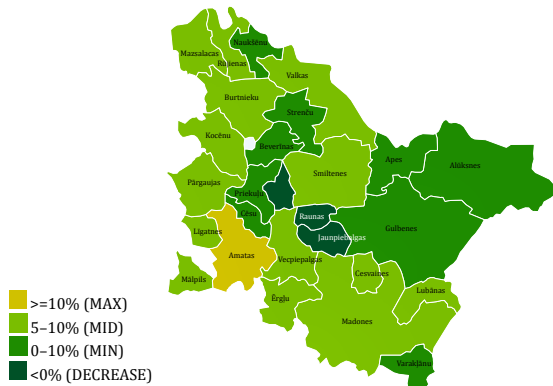 Naukšēnu
Mazsalacas
Rūjienas
Valkas
Burtnieku
Strenču
Kocēnu
Beverīnas
Apes
Alūksnes
Smiltenes
Pārgaujas
Priekuļu
Cēsu
Raunas
Līgatnes
Gulbenes
Jaunpiebalgas
Amatas
Vecpiepalgas
Cesvaines
Mālpils
Lubānas
Ērgļu
Madones
Varakļānu
>=10% (MAX)
5–10% (MID)
0–10% (MIN)
<0% (DECREASE)